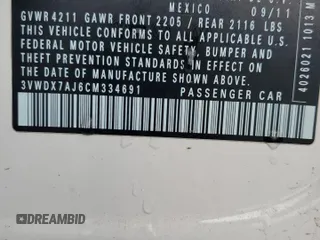 MEXICO 09/11
GVWR 4211 GAWR FRONT 2205 / REAR 2116 LBS
THIS VEHICLE CONFORMS TO ALL APPLICABLE
FEDERAL MOTOR VEHICLE SAFETY, BUMPER AND
THEFT PREVENTION STANDARDS IN EFFECT ON
THE DATE OF MANUFACTURE SHOWN ABOVE.
3VWDX7AJ6CM334691 PASSENGER CAR
4026021 1013 M
DREAMBID